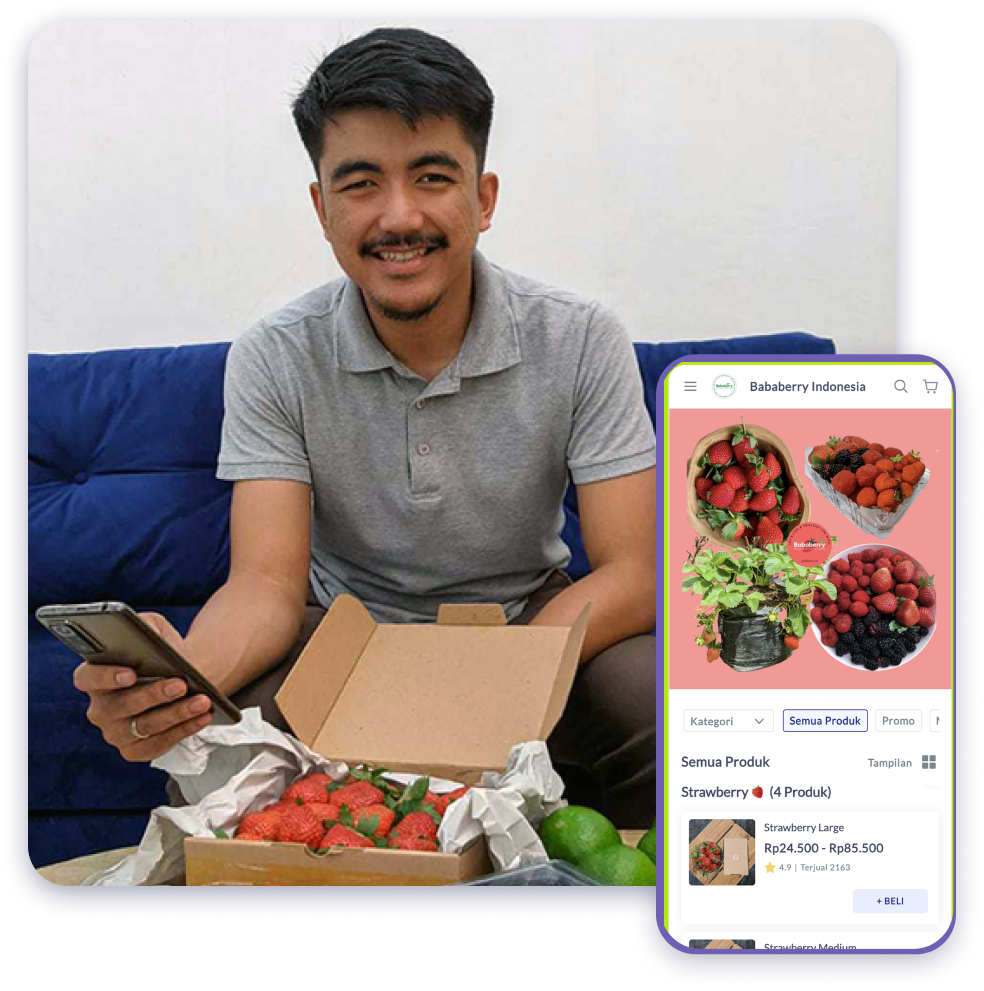 Bababerry Indonesia
Bababerry
Kategori
Semua Produk
Promo
Semua Produk
Tampilan
Strawberry 🍓 (4 Produk)
Strawberry Large
Rp24.500 - Rp85.500
4.9 | Terjual 2163
+ BELI
Strawberry Medium